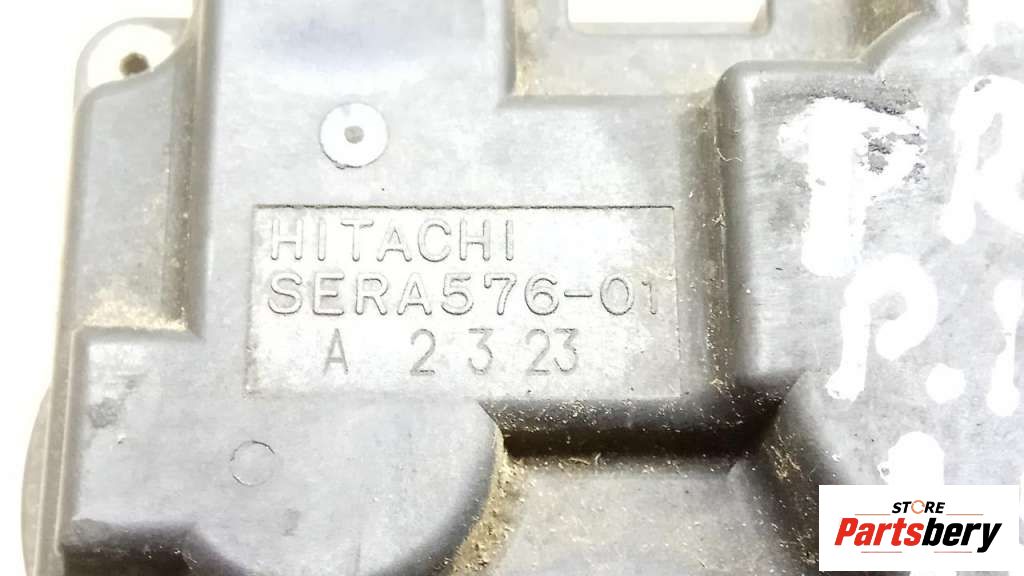 HITACHI
SERA576-01
A 2 3 23
STORE
Partsbery